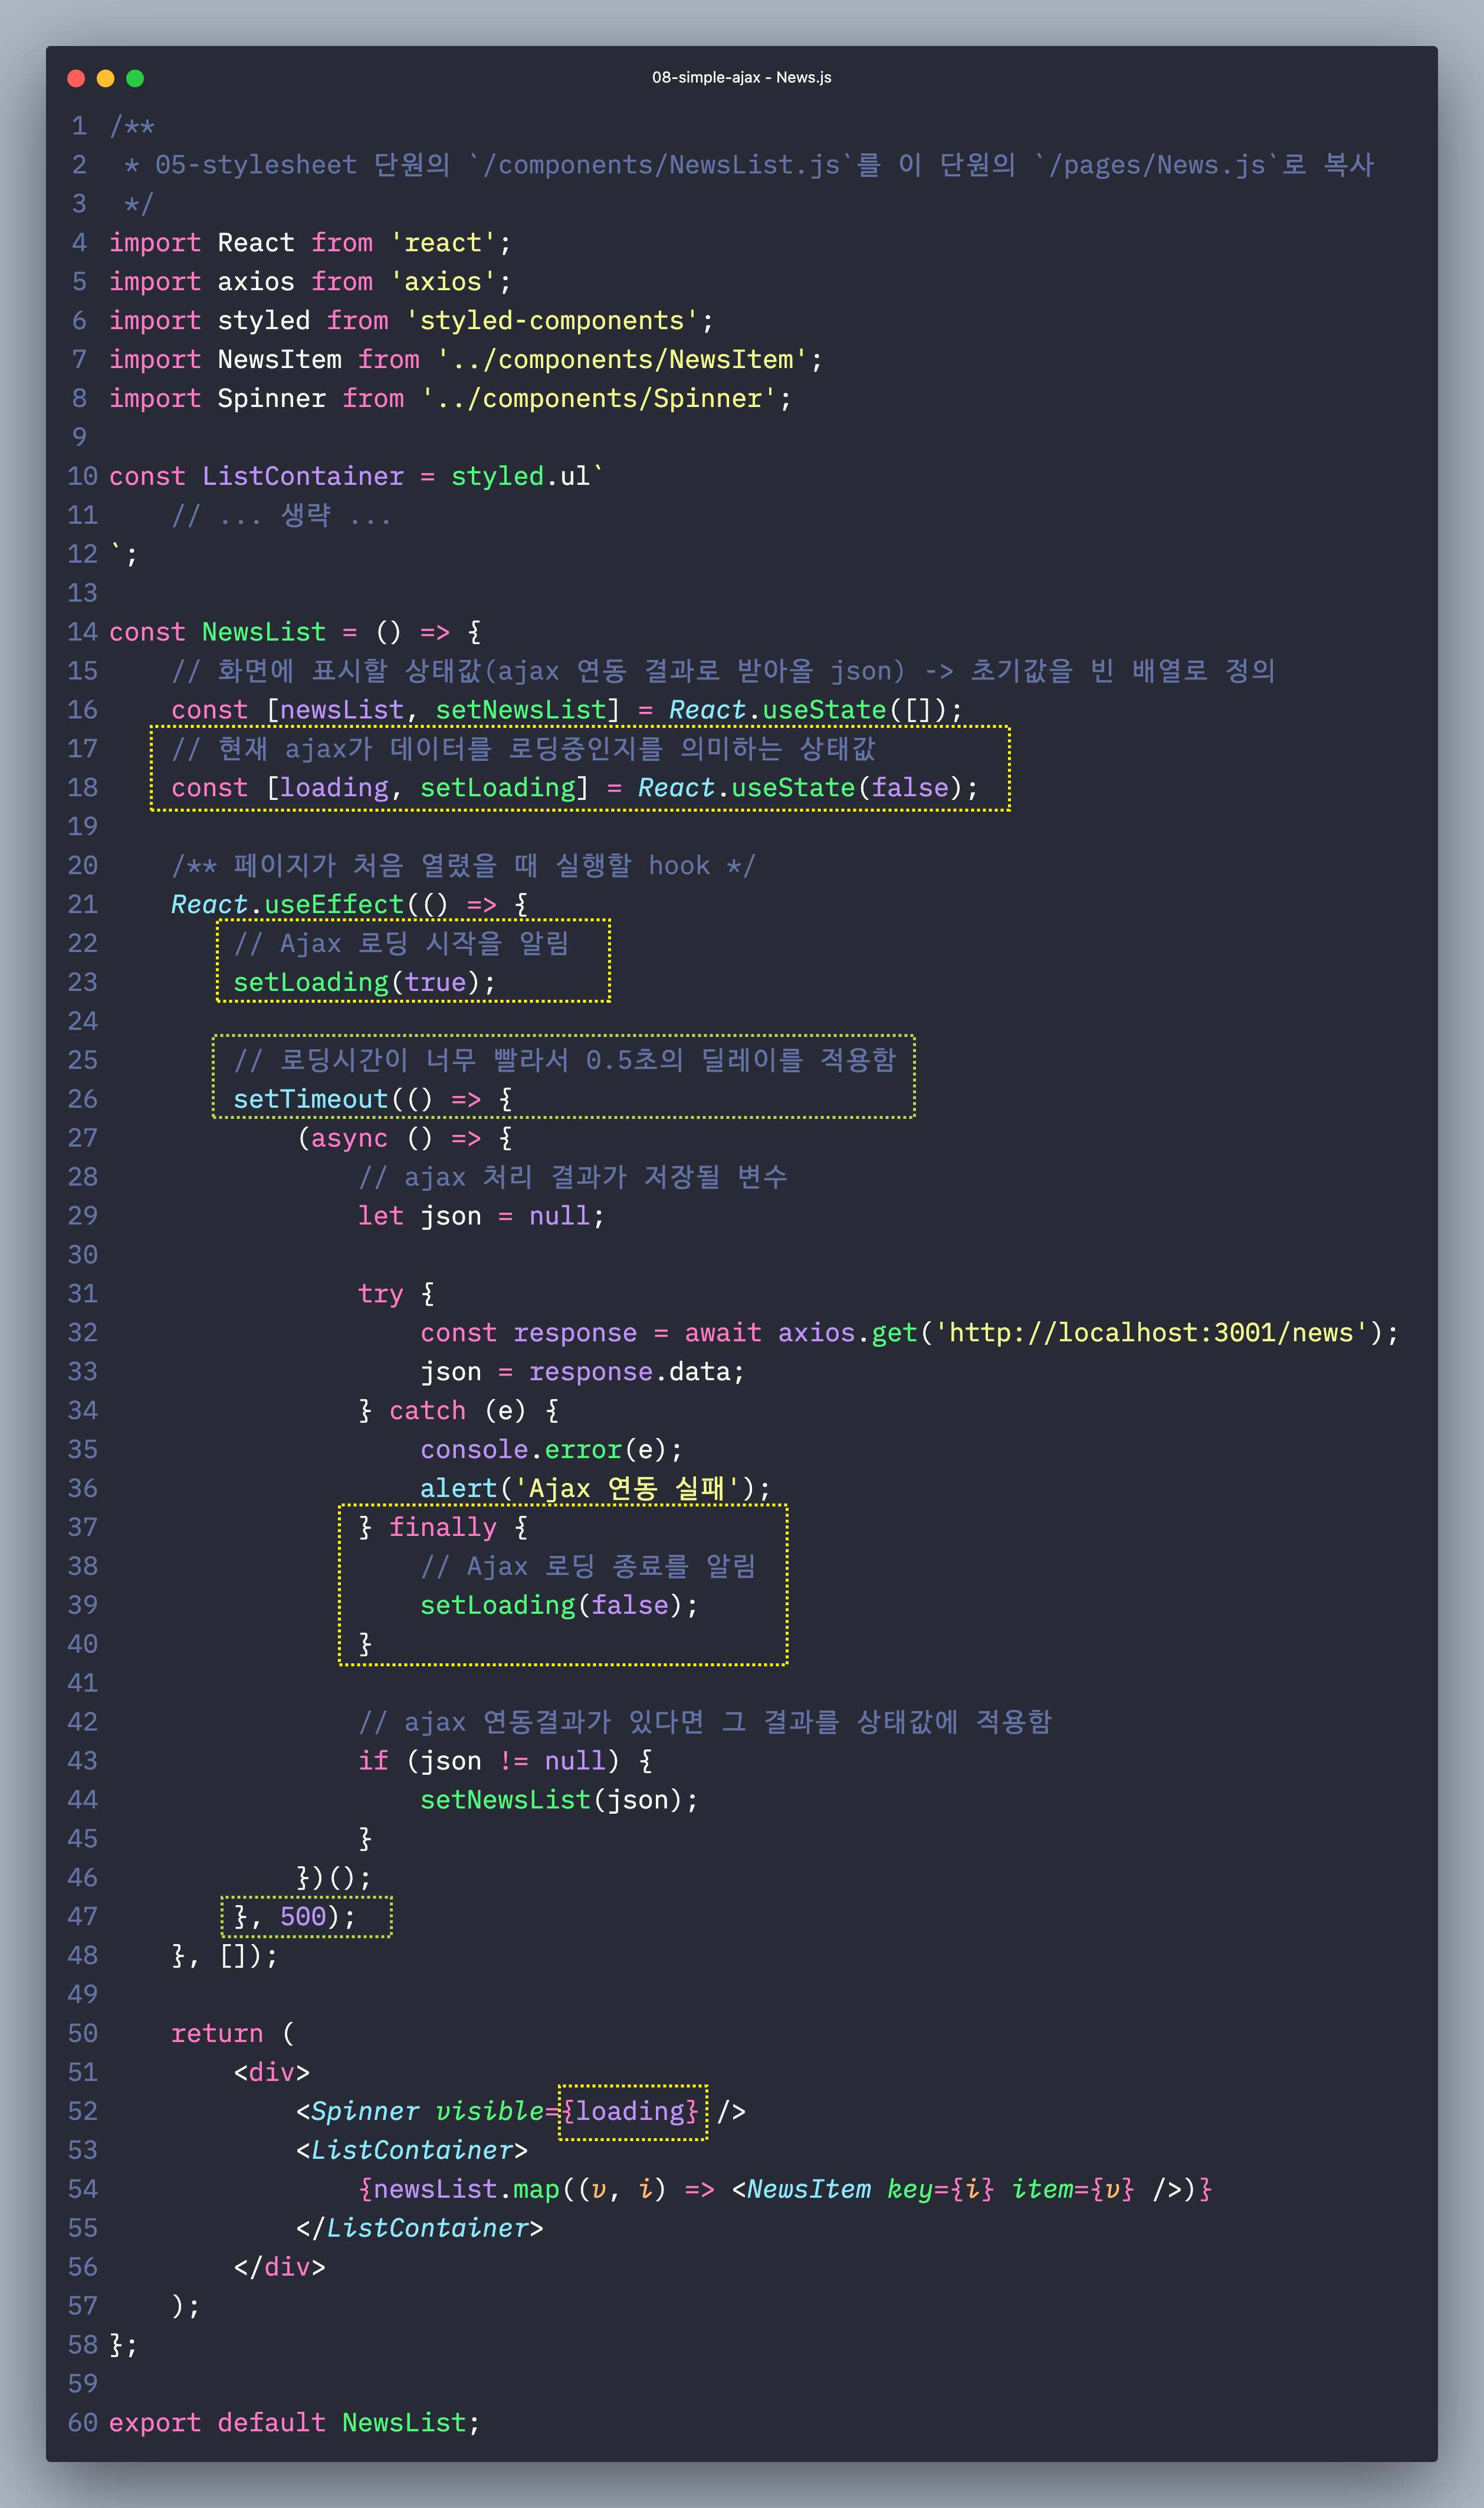 08-simple-ajax - News.js
1 /**
2  * 05-stylesheet 단원의 `/components/NewsList.js`를 이 단원의 `/pages/News.js`로 복사
3  */
4 import React from 'react';
5 import axios from 'axios';
6 import styled from 'styled-components';
7 import NewsItem from '../components/NewsItem';
8 import Spinner from '../components/Spinner';
9
10 const ListContainer = styled.ul`
11     // ... 생략 ...
12 `;
13
14 const NewsList = () => {
15     // 화면에 표시할 상태값(ajax 연동 결과로 받아올 json) -> 초기값을 빈 배열로 정의
16     const [newsList, setNewsList] = React.useState([]);
17     // 현재 ajax가 데이터를 로딩중인지를 의미하는 상태값
18     const [loading, setLoading] = React.useState(false);
19
20     /** 페이지가 처음 열렸을 때 실행할 hook */
21     React.useEffect(() => {
22         // Ajax 로딩 시작을 알림
23         setLoading(true);
24
25         // 로딩시간이 너무 빨라서 0.5초의 딜레이를 적용함
26         setTimeout(() => {
27             (async () => {
28                 // ajax 처리 결과가 저장될 변수
29                 let json = null;
30
31                 try {
32                     const response = await axios.get('http://localhost:3001/news');
33                     json = response.data;
34                 } catch (e) {
35                     console.error(e);
36                     alert('Ajax 연동 실패');
37                 } finally {
38                     // Ajax 로딩 종료를 알림
39                     setLoading(false);
40                 }
41
42                 // ajax 연동결과가 있다면 그 결과를 상태값에 적용함
43                 if (json != null) {
44                     setNewsList(json);
45                 }
46             })();
47         }, 500);
48     }, []);
49
50     return (
51         <div>
52             <Spinner visible={loading} />
53             <ListContainer>
54                 {newsList.map((v, i) => <NewsItem key={i} item={v} />)}
55             </ListContainer>
56         </div>
57     );
58 };
59
60 export default NewsList;